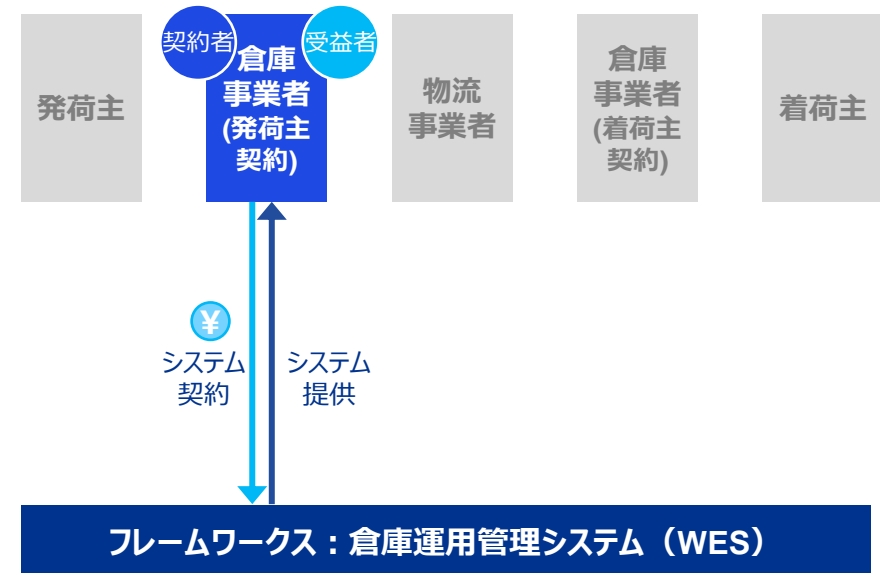 発荷主
契約者
受益者
倉庫
事業者
(発荷主
契約)
物流
事業者
倉庫
事業者
(着荷主
契約)
着荷主
¥
システム
契約
システム
提供
フレームワークス：倉庫運用管理システム（WES）